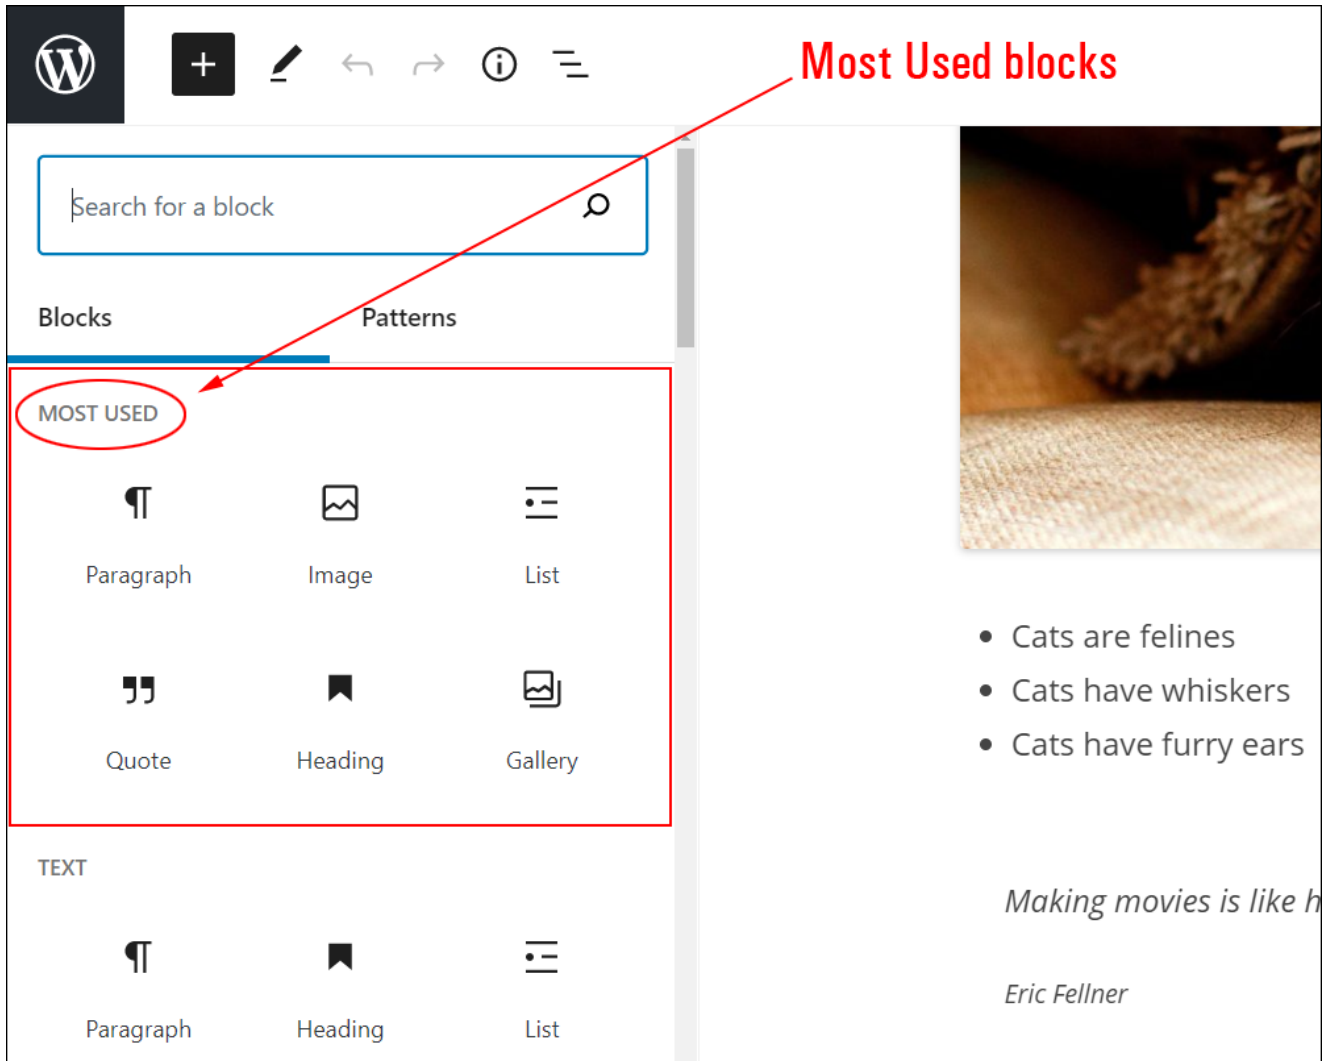 Most Used blocks
Search for a block
Blocks
Patterns
MOST USED
Paragraph
Image
List
Quote
Heading
Gallery
TEXT
Paragraph
Heading
List
Cats are felines
Cats have whiskers
Cats have furry ears
Making movies is like h
Eric Fellner